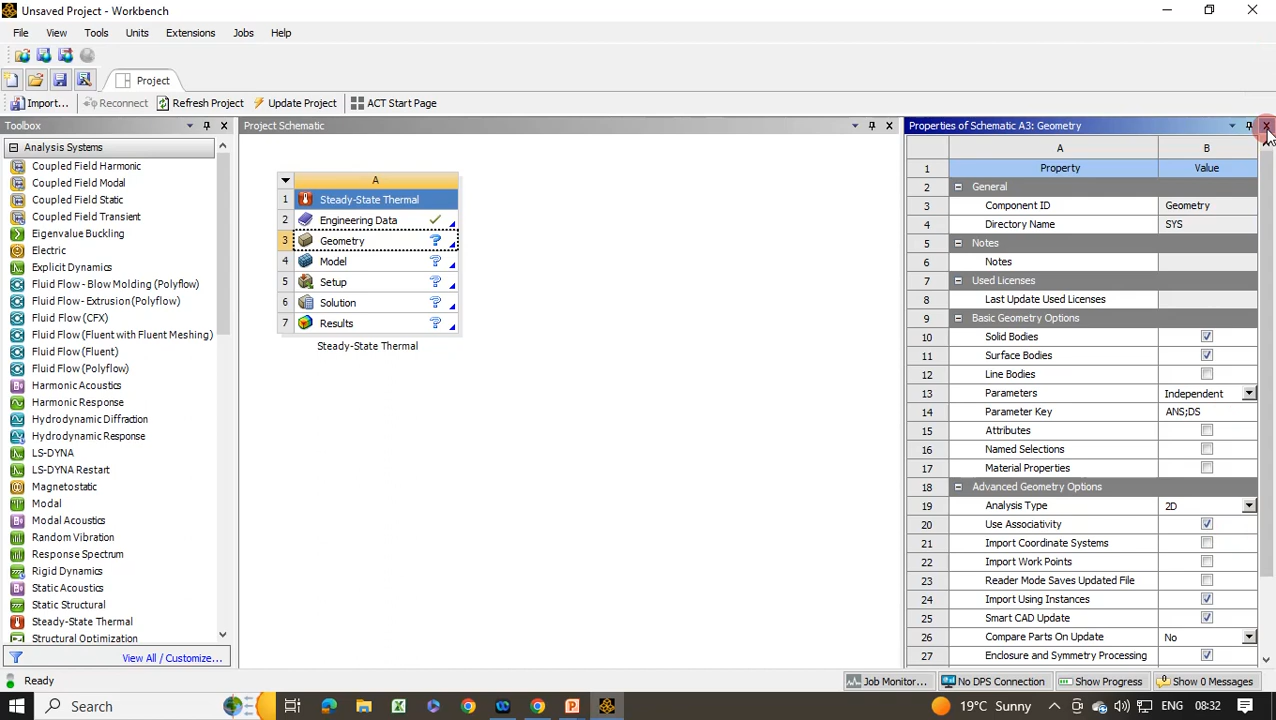 Unsaved Project - Workbench
File View Tools Units Extensions Jobs Help
Project
Import... Reconnect Refresh Project Update Project ACT Start Page
Toolbox
Analysis Systems
Coupled Field Harmonic
Coupled Field Modal
Coupled Field Static
Coupled Field Transient
Eigenvalue Buckling
Electric
Explicit Dynamics
Fluid Flow - Blow Molding (Polyflow)
Fluid Flow - Extrusion (Polyflow)
Fluid Flow (CFX)
Fluid Flow (Fluent with Fluent Meshing)
Fluid Flow (Fluent)
Fluid Flow (Polyflow)
Harmonic Acoustics
Harmonic Response
Hydrodynamic Diffraction
Hydrodynamic Response
LS-DYNA
LS-DYNA Restart
Magnetostatic
Modal
Modal Acoustics
Random Vibration
Response Spectrum
Rigid Dynamics
Static Acoustics
Static Structural
Steady-State Thermal
Structural Optimization
View All / Customize...
Project Schematic
A
1 Steady-State Thermal
2 Engineering Data
3 Geometry ?
4 Model ?
5 Setup ?
6 Solution ?
7 Results ?
Steady-State Thermal
Properties of Schematic A3: Geometry
A B
1 Property Value
2 General
3 Component ID Geometry
4 Directory Name SYS
5 Notes
6 Notes
7 Used Licenses
8 Last Update Used Licenses
9 Basic Geometry Options
10 Solid Bodies
11 Surface Bodies
12 Line Bodies
13 Parameters Independent
14 Parameter Key ANS;DS
15 Attributes
16 Named Selections
17 Material Properties
18 Advanced Geometry Options
19 Analysis Type 2D
20 Use Associativity
21 Import Coordinate Systems
22 Import Work Points
23 Reader Mode Saves Updated File
24 Import Using Instances
25 Smart CAD Update
26 Compare Parts On Update No
27 Enclosure and Symmetry Processing
Ready
Job Monitor... No DPS Connection Show Progress Show 0 Messages
Search
19°C Sunny ENG 08:32